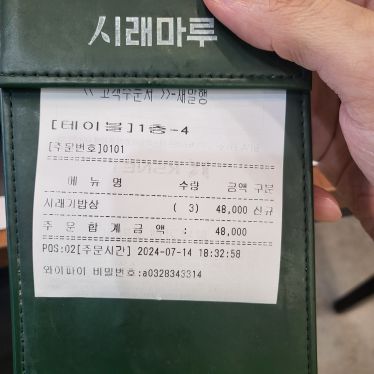 시래마루
<< 고객주문서 >>-재발행
[테이블]1층-4
[주문번호]0101
메 뉴 명 수량 금액 구분
시래기밥상 ( 3) 48,000 신규
주 문 합 계 금 액 : 48,000
POS:02[주문시간] 2024-07-14 18:32:58
와이파이 비밀번호:a0328343314